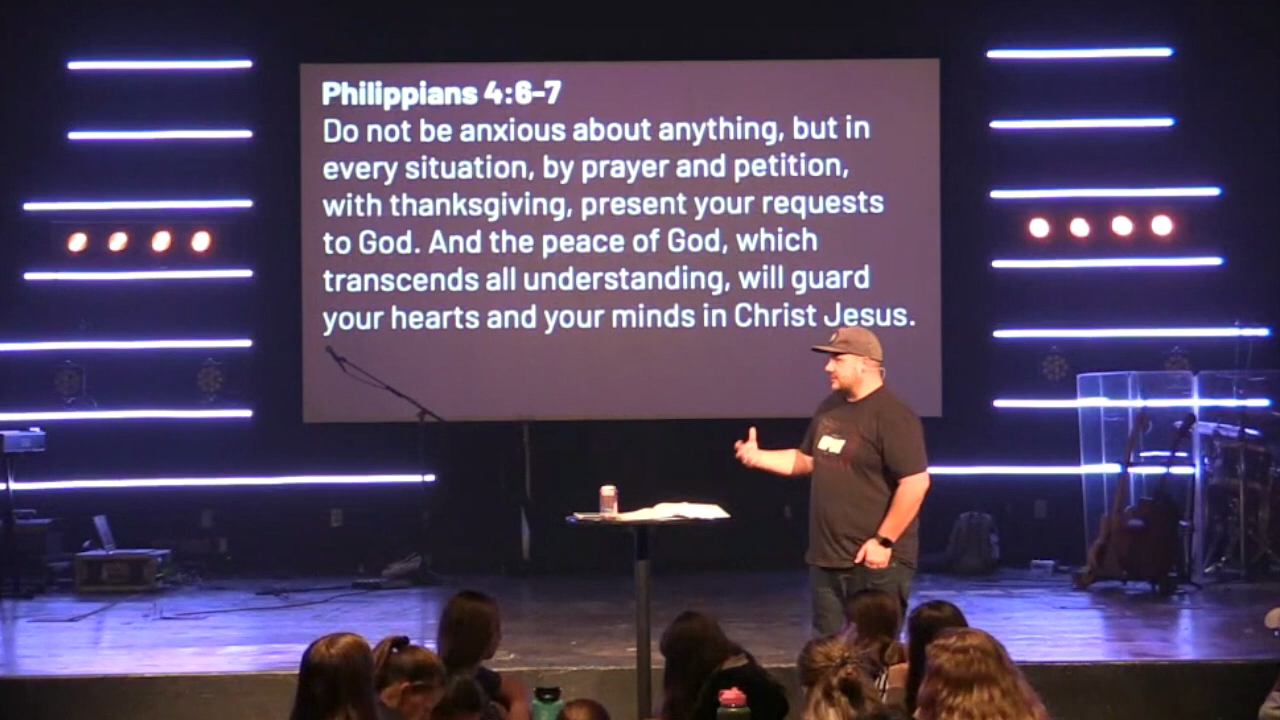 Philippians 4:6-7
Do not be anxious about anything, but in
every situation, by prayer and petition,
with thanksgiving, present your requests
to God. And the peace of God, which
transcends all understanding, will guard
your hearts and your minds in Christ Jesus.